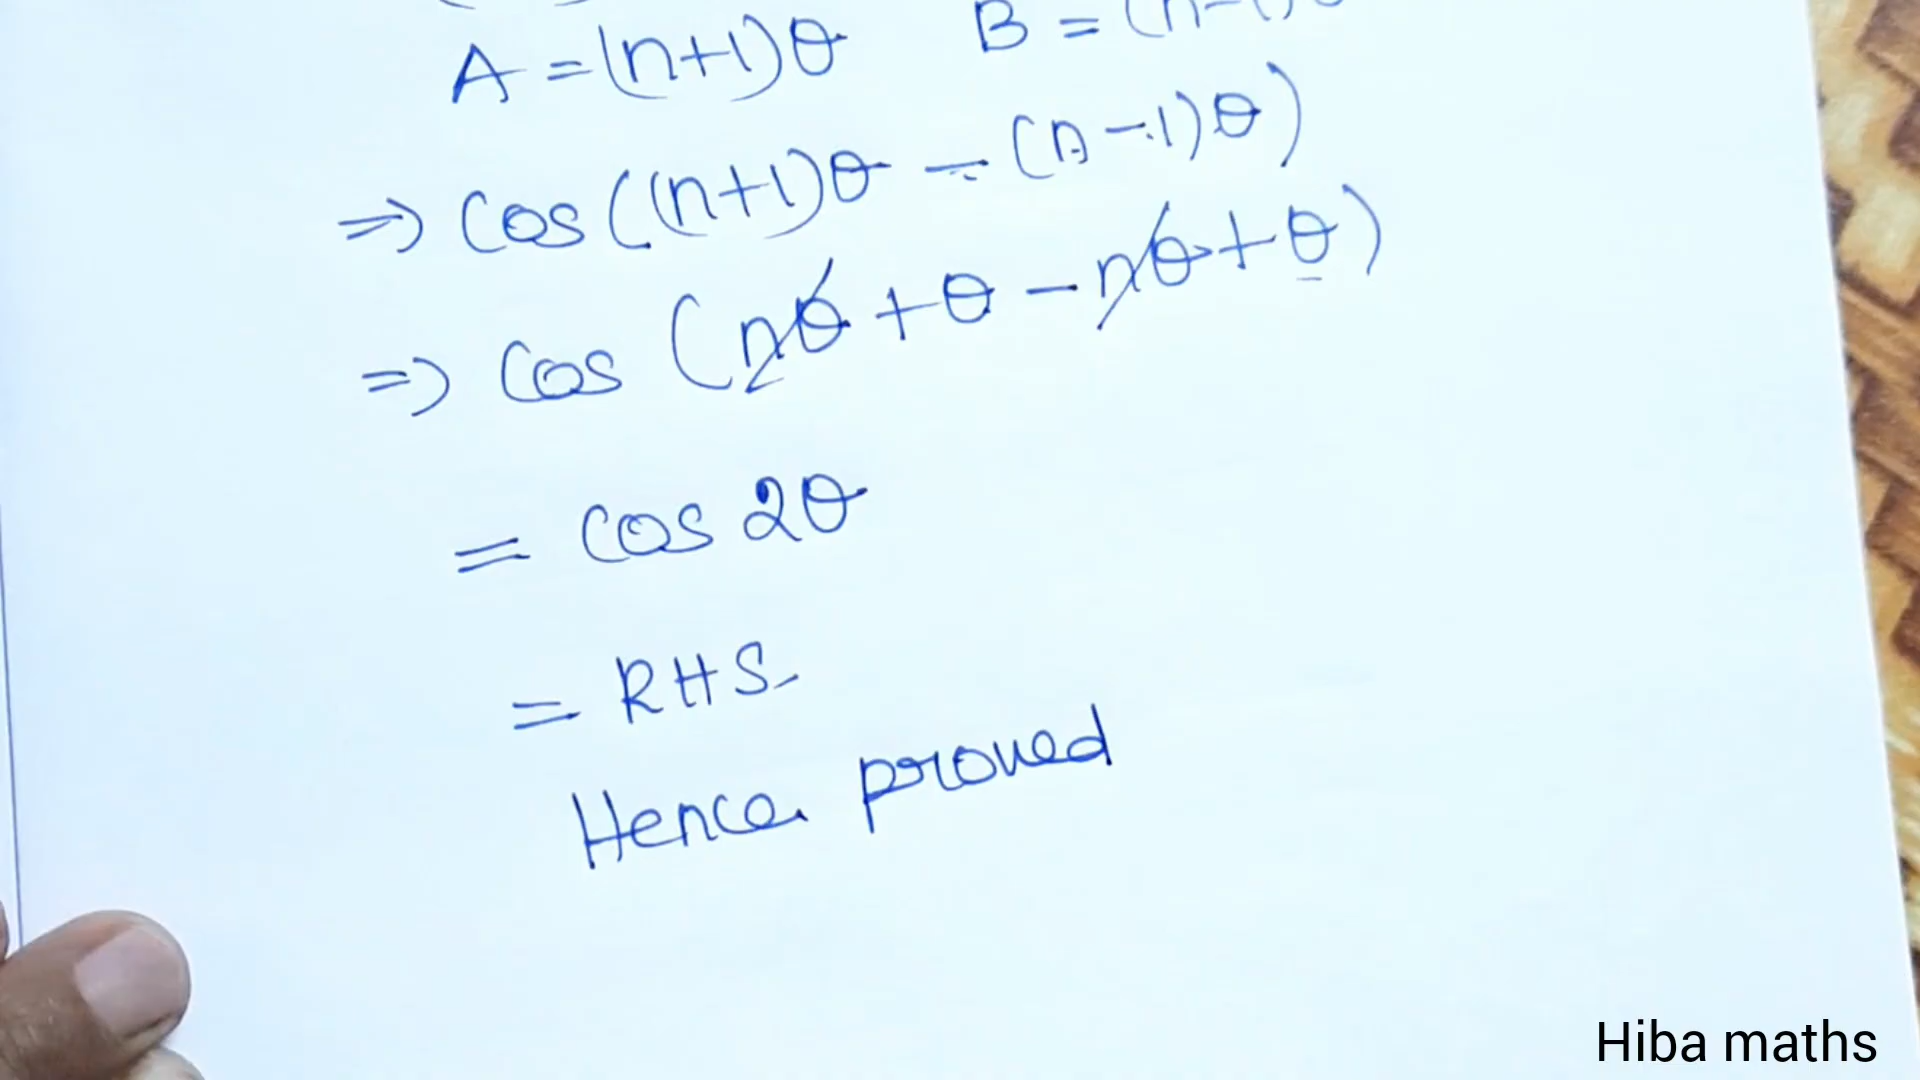 A = (n+1)θ B = (n-1)θ
⇒ Cos((n+1)θ - (n-1)θ)
⇒ Cos (nθ + θ - nθ + θ)
= Cos 2θ
= RHS
Hence proved
Hiba maths